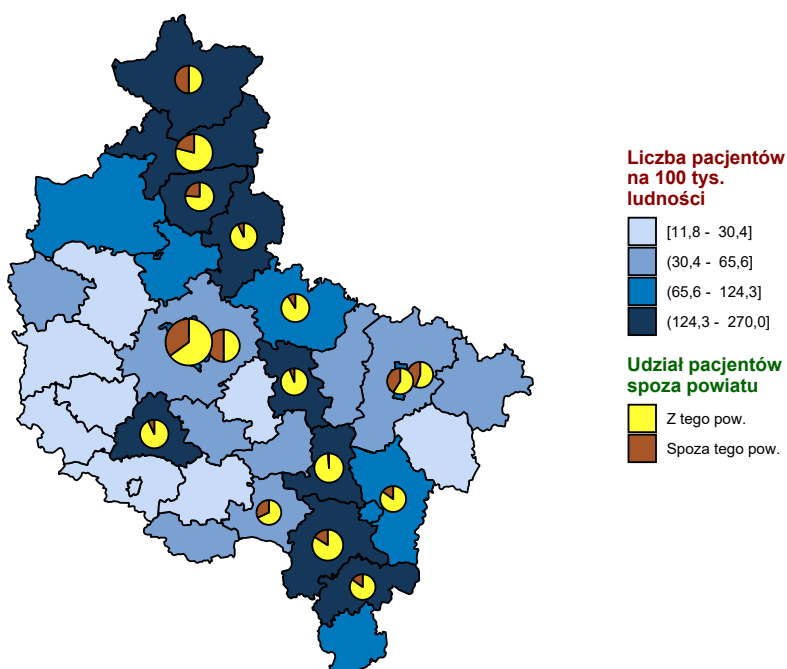 Liczba pacjentów
na 100 tys.
ludności
[11,8 - 30,4]
(30,4 - 65,6]
(65,6 - 124,3]
(124,3 - 270,0]
Udział pacjentów
spoza powiatu
Z tego pow.
Spoza tego pow.